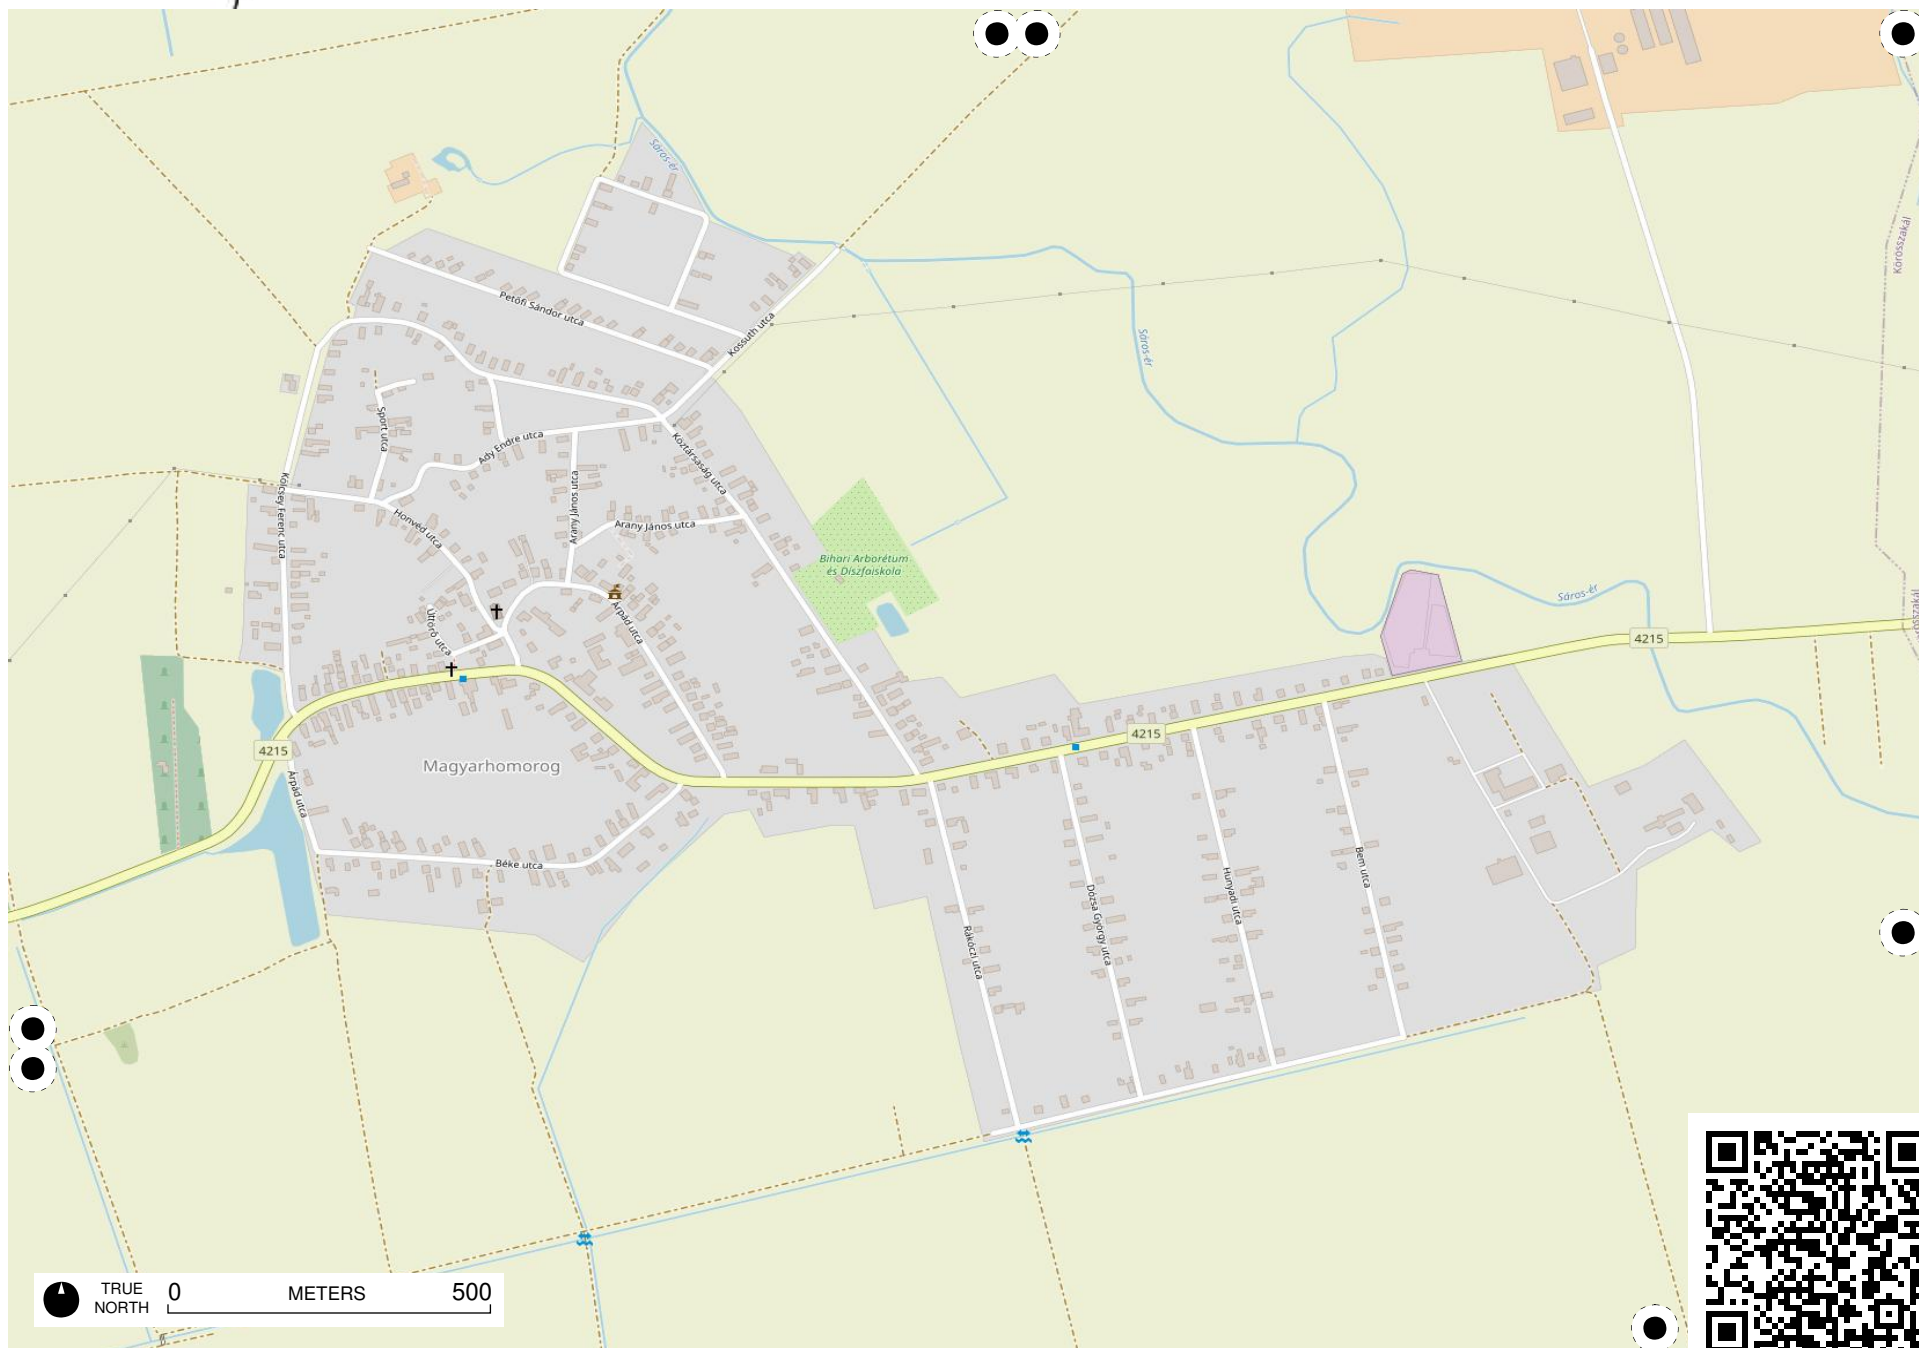 Sáros-ér
Körösszakál
Petőfi Sándor utca
Kossuth utca
Sáros-ér
Sport utca
Ady Endre utca
Köztársaság utca
Kölcsey Ferenc utca
Arany János utca
Honvéd utca
Arany János utca
Bihari Arborétum
és Díszfaiskola
Sáros-ér
Körösszakál
Úttörő utca
Árpád utca
4215
4215
4215
Magyarhomorog
Árpád utca
Béke utca
Rákóczi utca
Dózsa György utca
Hunyadi utca
Bem utca
TRUE
NORTH
0 METERS 500